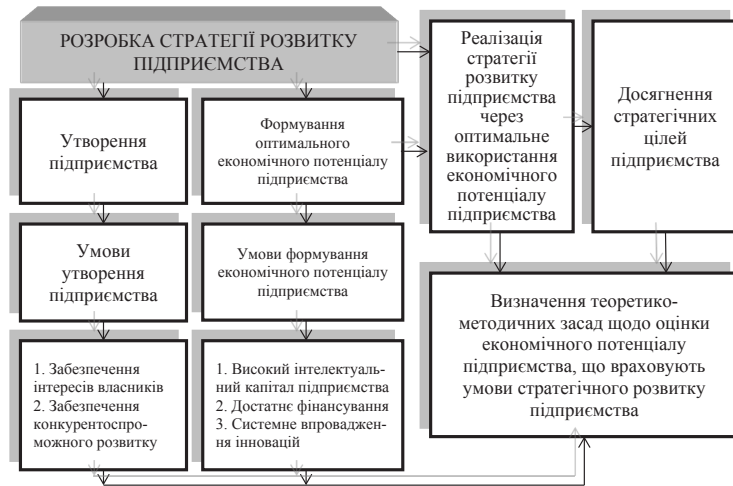 РОЗРОБКА СТРАТЕГІЇ РОЗВИТКУ
ПІДПРИЄМСТВА
Утворення
підприємства
Умови
утворення
підприємства
1. Забезпечення
інтересів власників
2. Забезпечення
конкурентоспро-
можного розвитку
Формування
оптимального
економічного потенціалу
підприємства
Умови формування
економічного потенціалу
підприємства
1. Високий інтелектуаль-
ний капітал підприємства
2. Достатнє фінансування
3. Системне впроваджен-
ня інновацій
Реалізація
стратегії
розвитку
підприємства
через
оптимальне
використання
економічного
потенціалу
підприємства
Досягнення
стратегічних
цілей
підприємства
Визначення теоретико-
методичних засад щодо оцінки
економічного потенціалу
підприємства, що враховують
умови стратегічного розвитку
підприємства